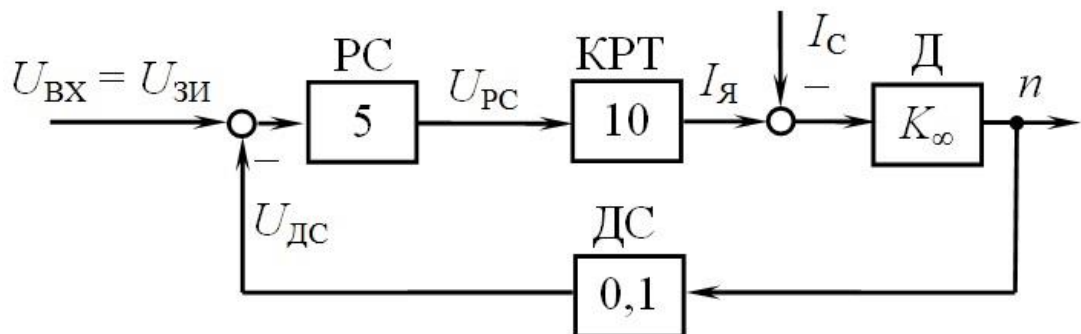 U_ВХ = U_ЗИ
РС
5
U_РС
КРТ
10
I_Я
I_С
–
Д
K_∞
n
–
U_ДС
ДС
0,1